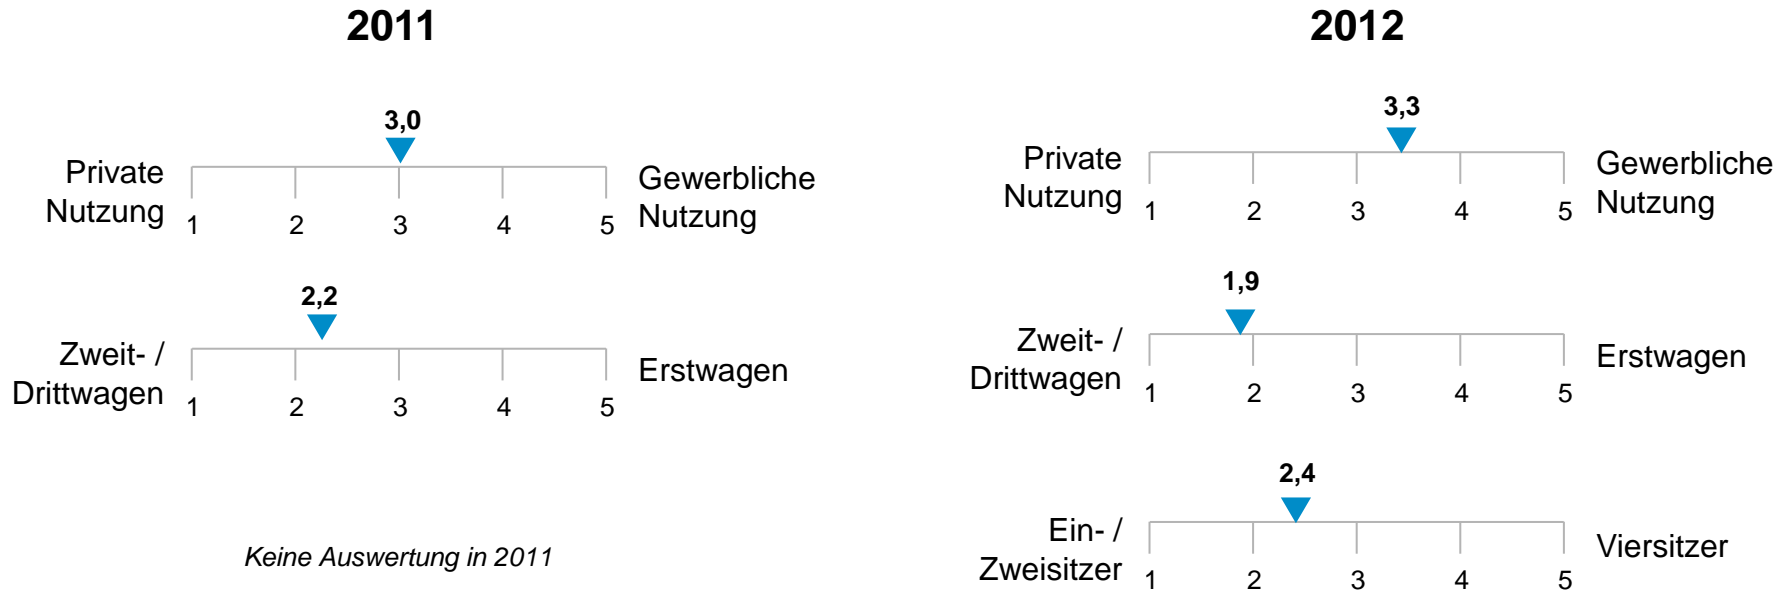 2011
3,0
Private
Nutzung
1 2 3 4 5
Gewerbliche
Nutzung
2,2
Zweit- /
Drittwagen
1 2 3 4 5
Erstwagen
Keine Auswertung in 2011
2012
3,3
Private
Nutzung
1 2 3 4 5
Gewerbliche
Nutzung
1,9
Zweit- /
Drittwagen
1 2 3 4 5
Erstwagen
2,4
Ein- /
Zweisitzer
1 2 3 4 5
Viersitzer